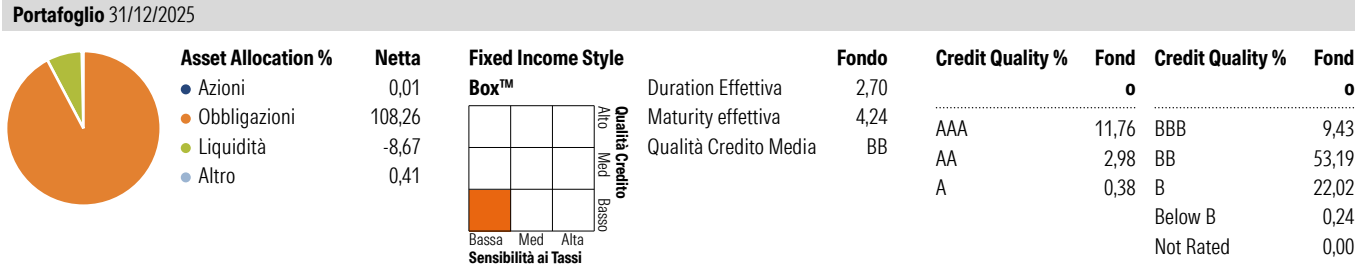 Portafoglio 31/12/2025
Asset Allocation % Netta
Azioni 0,01
Obbligazioni 108,26
Liquidità -8,67
Altro 0,41
Fixed Income Style
Box™
Alto Med Basso
Qualità Credito
Bassa Med Alta
Sensibilità ai Tassi
Fondo
Duration Effettiva 2,70
Maturity effettiva 4,24
Qualità Credito Media BB
Credit Quality % Fond
o
AAA 11,76
AA 2,98
A 0,38
Credit Quality % Fond
o
BBB 9,43
BB 53,19
B 22,02
Below B 0,24
Not Rated 0,00